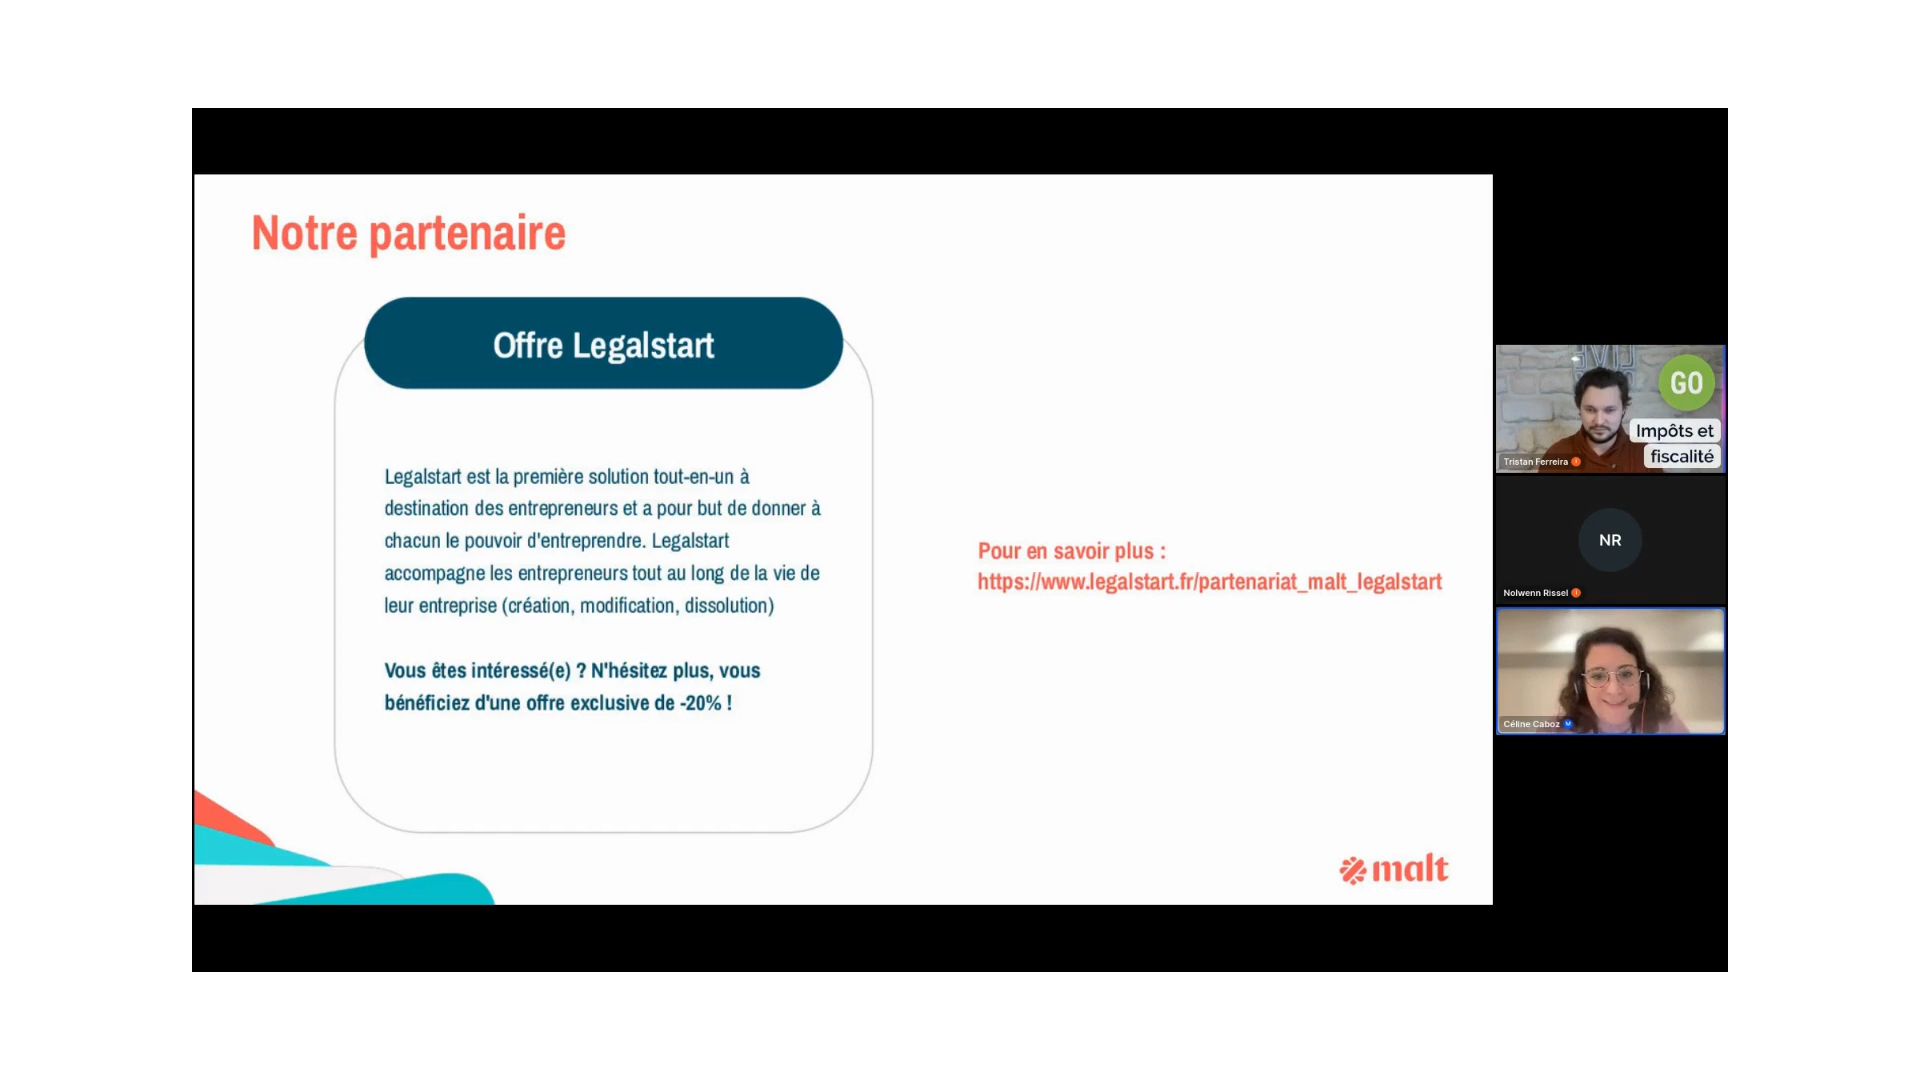 Notre partenaire
Offre Legalstart
Legalstart est la première solution tout-en-un à
destination des entrepreneurs et a pour but de donner à
chacun le pouvoir d'entreprendre. Legalstart
accompagne les entrepreneurs tout au long de la vie de
leur entreprise (création, modification, dissolution)
Vous êtes intéressé(e) ? N'hésitez plus, vous
bénéficiez d'une offre exclusive de -20% !
Pour en savoir plus :
https://www.legalstart.fr/partenariat_malt_legalstart
malt
GO
Impôts et
fiscalité
Tristan Ferreira
NR
Nolwenn Rissel
Céline Caboz